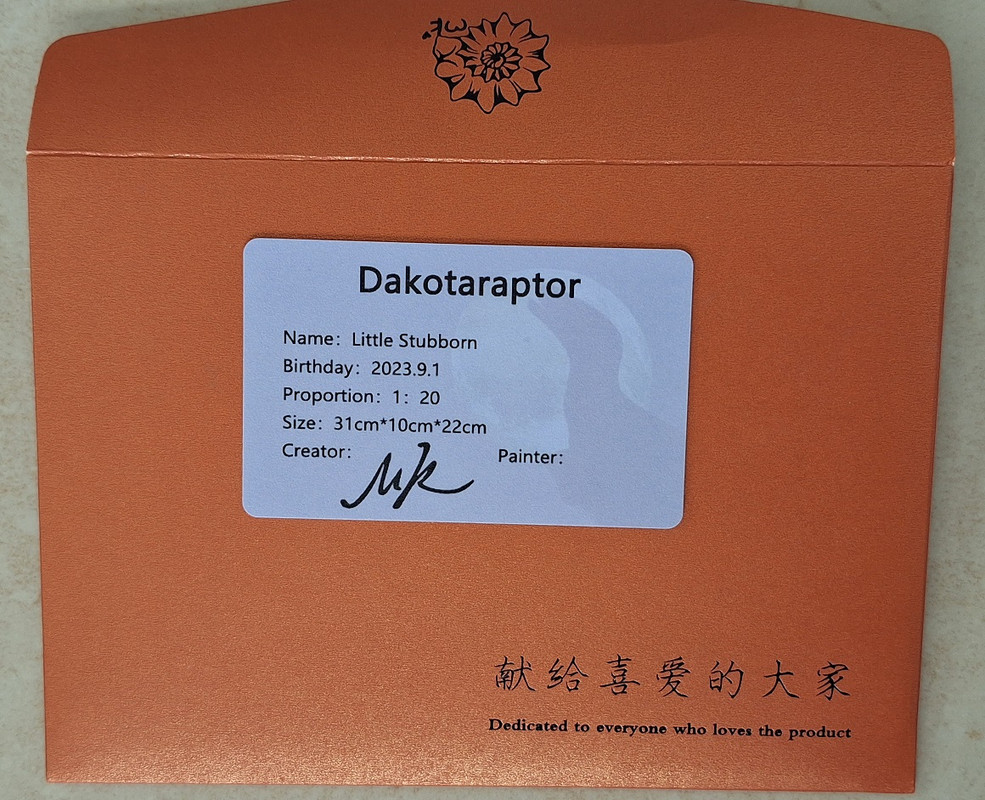 Dakotaraptor
Name: Little Stubborn
Birthday: 2023.9.1
Proportion: 1: 20
Size: 31cm*10cm*22cm
Creator: Painter:
献给喜爱的大家
Dedicated to everyone who loves the product